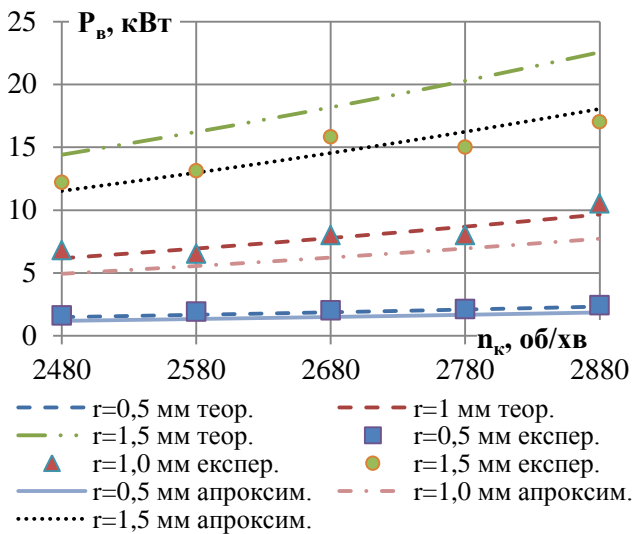 25
P_в, кВт
20
15
10
5
0
n_к, об/хв
2480 2580 2680 2780 2880
r=0,5 мм теор. r=1 мм теор.
r=1,5 мм теор. r=0,5 мм експер.
r=1,0 мм експер. r=1,5 мм експер.
r=0,5 мм апроксим. r=1,0 мм апроксим.
r=1,5 мм апроксим.